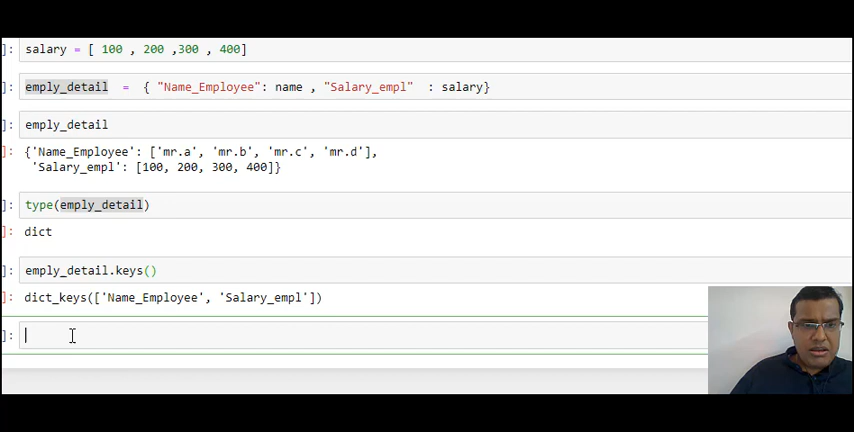 ]: salary = [ 100 , 200 ,300 , 400]
]: emply_detail = { "Name_Employee": name , "Salary_empl" : salary}
]: emply_detail
]: {'Name_Employee': ['mr.a', 'mr.b', 'mr.c', 'mr.d'],
'Salary_empl': [100, 200, 300, 400]}
]: type(emply_detail)
]: dict
]: emply_detail.keys()
]: dict_keys(['Name_Employee', 'Salary_empl'])
]: